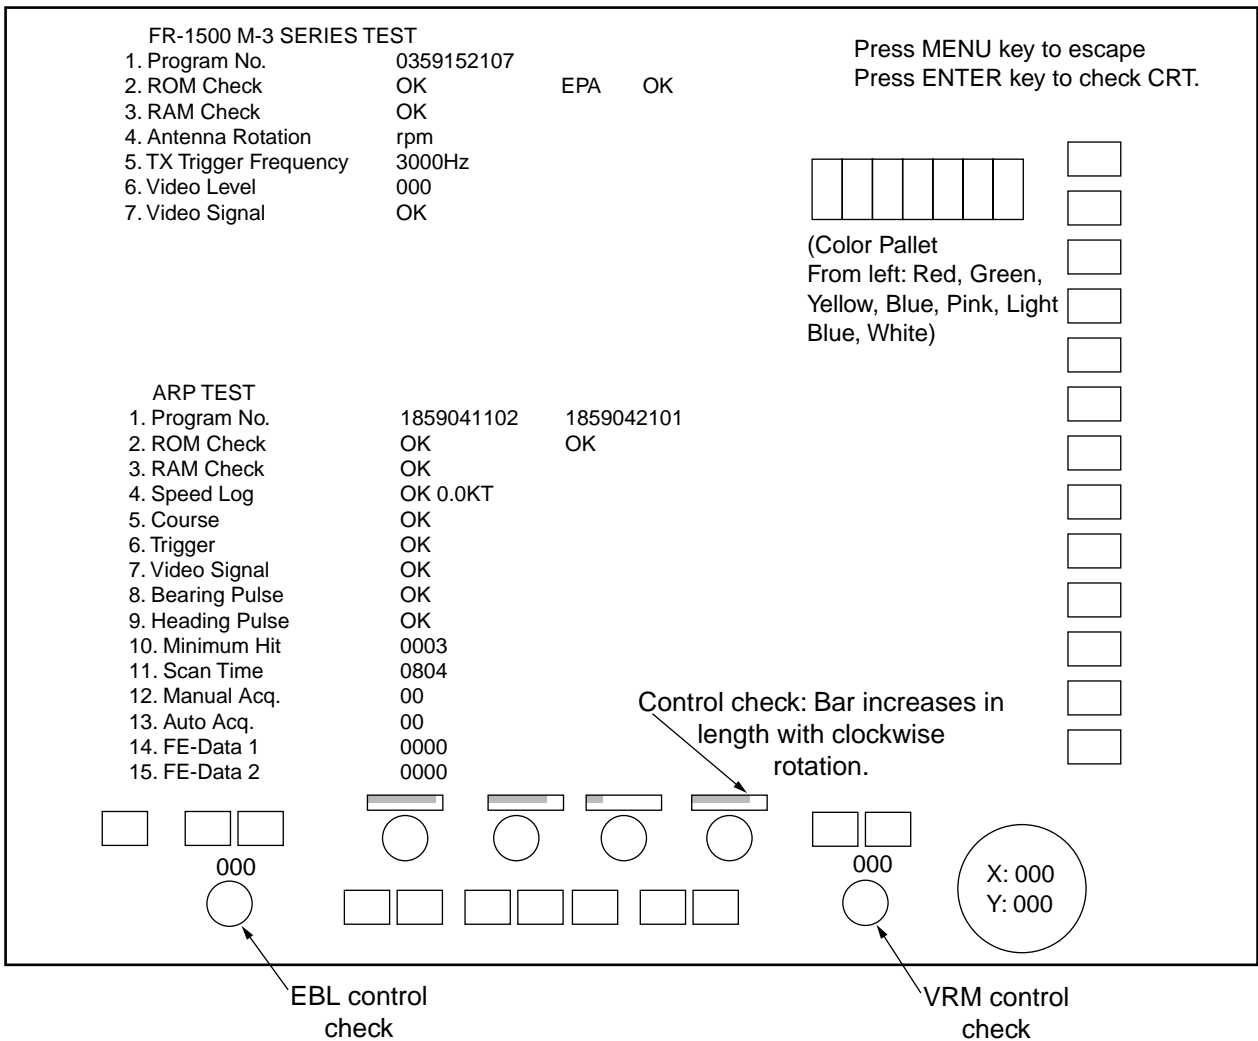 FR-1500 M-3 SERIES TEST
1. Program No. 0359152107
2. ROM Check OK EPA OK
3. RAM Check OK
4. Antenna Rotation rpm
5. TX Trigger Frequency 3000Hz
6. Video Level 000
7. Video Signal OK
Press MENU key to escape
Press ENTER key to check CRT.
(Color Pallet
From left: Red, Green,
Yellow, Blue, Pink, Light
Blue, White)
ARP TEST
1. Program No. 1859041102 1859042101
2. ROM Check OK OK
3. RAM Check OK
4. Speed Log OK 0.0KT
5. Course OK
6. Trigger OK
7. Video Signal OK
8. Bearing Pulse OK
9. Heading Pulse OK
10. Minimum Hit 0003
11. Scan Time 0804
12. Manual Acq. 00
13. Auto Acq. 00
14. FE-Data 1 0000
15. FE-Data 2 0000
Control check: Bar increases in
length with clockwise
rotation.
000
000
X: 000
Y: 000
EBL control
check
VRM control
check